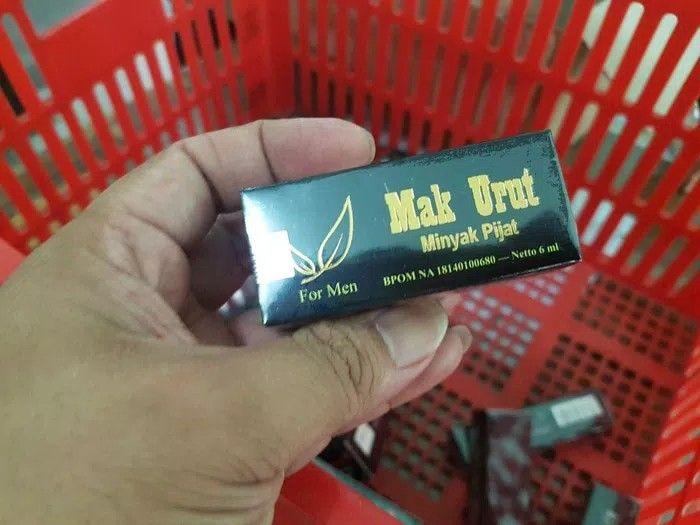 Mak Urut
Minyak Pijat
For Men
BPOM NA 18140100680 — Netto 6 ml